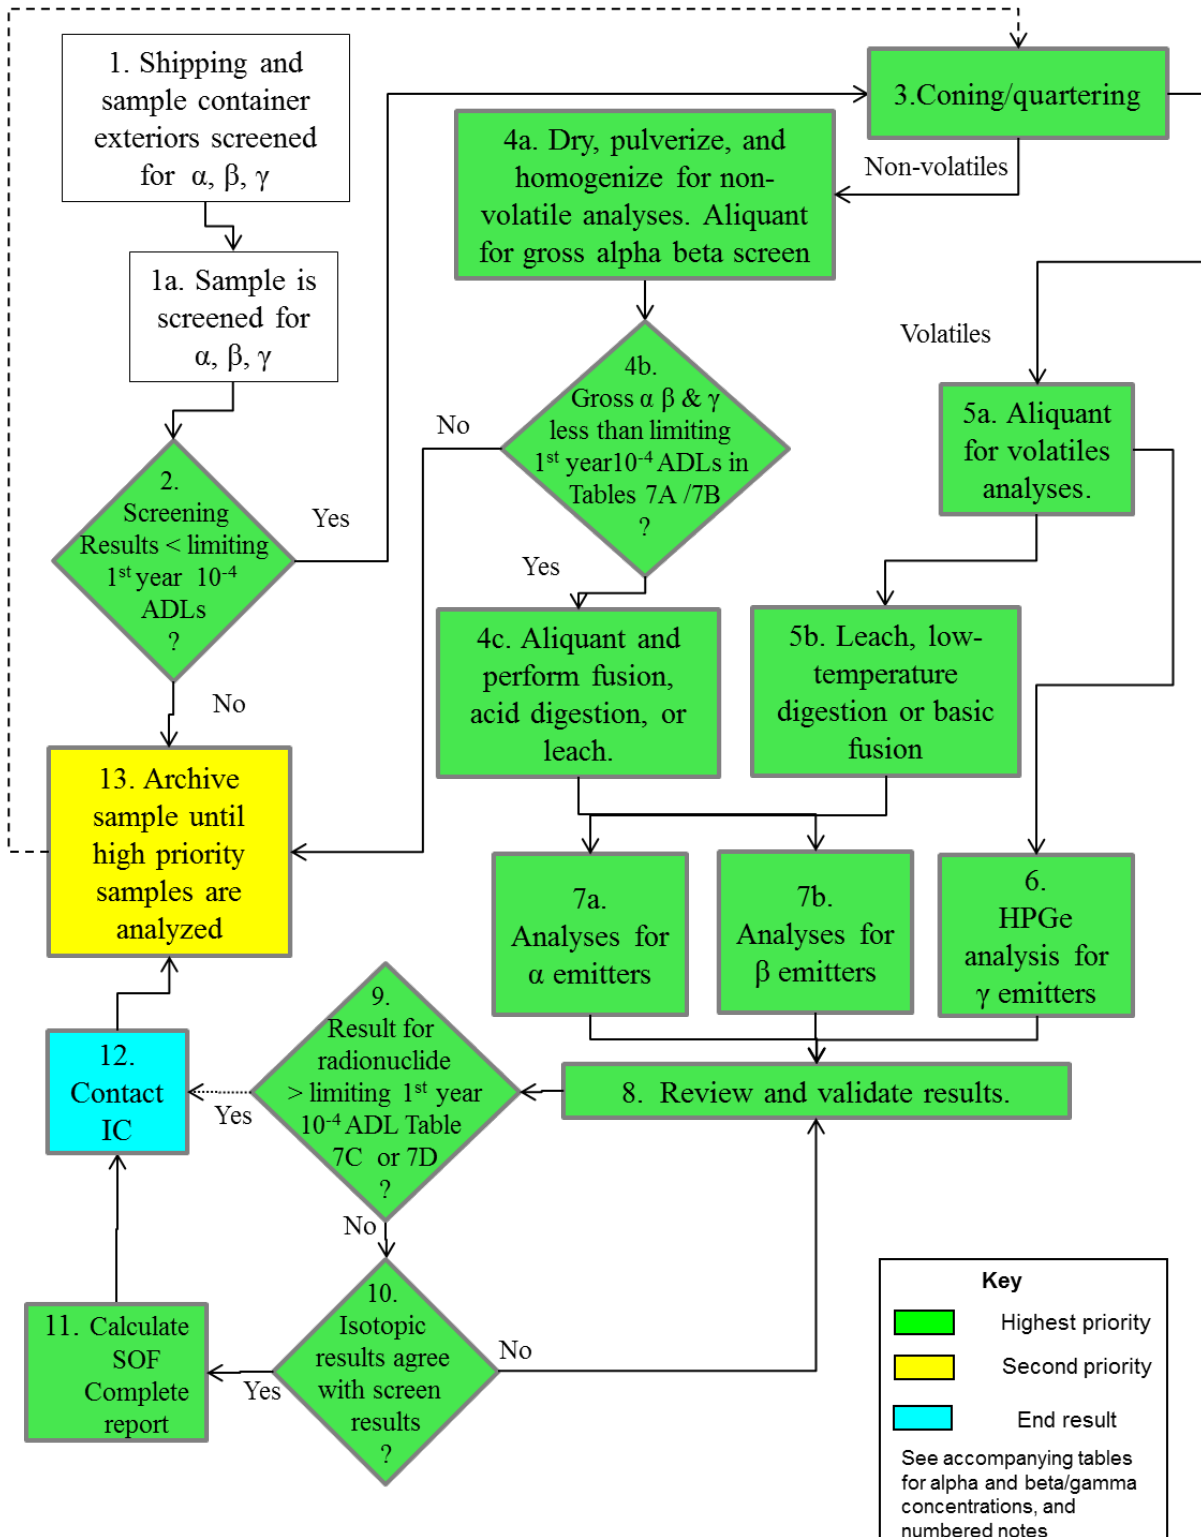 1. Shipping and
sample container
exteriors screened
for α, β, γ
1a. Sample is
screened for
α, β, γ
2.
Screening
Results < limiting
1st year 10-4
ADLs
?
Yes
No
3.Coning/quartering
Non-volatiles
Volatiles
4a. Dry, pulverize, and
homogenize for non-
volatile analyses. Aliquant
for gross alpha beta screen
4b.
Gross α β & γ
less than limiting
1st year10-4 ADLs in
Tables 7A /7B
?
No
Yes
4c. Aliquant and
perform fusion,
acid digestion, or
leach.
5a. Aliquant
for volatiles
analyses.
5b. Leach, low-
temperature
digestion or basic
fusion
13. Archive
sample until
high priority
samples are
analyzed
7a.
Analyses for
α emitters
7b.
Analyses for
β emitters
6.
HPGe
analysis for
γ emitters
8. Review and validate results.
9.
Result for
radionuclide
> limiting 1st year
10-4 ADL Table
7C or 7D
?
Yes
No
12.
Contact
IC
10.
Isotopic
results agree
with screen
results
?
No
Yes
11. Calculate
SOF
Complete
report
Key
Highest priority
Second priority
End result
See accompanying tables
for alpha and beta/gamma
concentrations, and
numbered notes